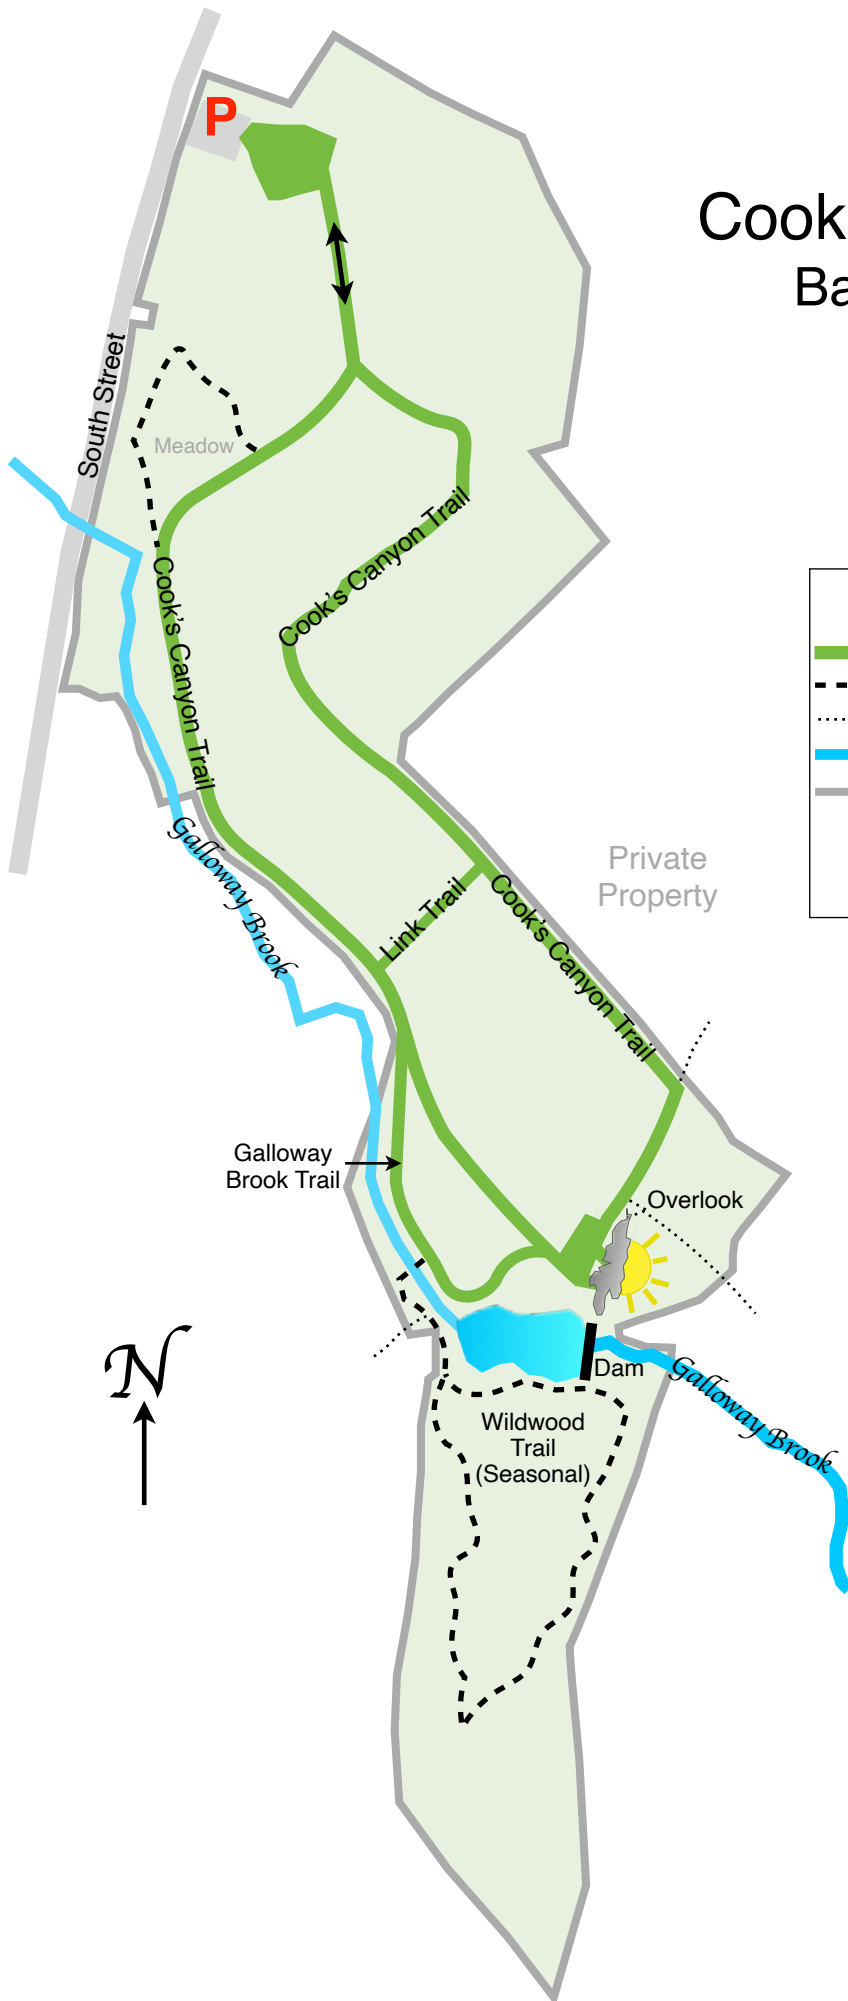 P
Cook
Ba
South Street
Meadow
Cook's Canyon Trail
Cook's Canyon Trail
Galloway Brook
Private
Property
Link Trail
Cook's Canyon Trail
Galloway
Brook Trail
Overlook
N
Dam
Galloway Brook
Wildwood
Trail
(Seasonal)